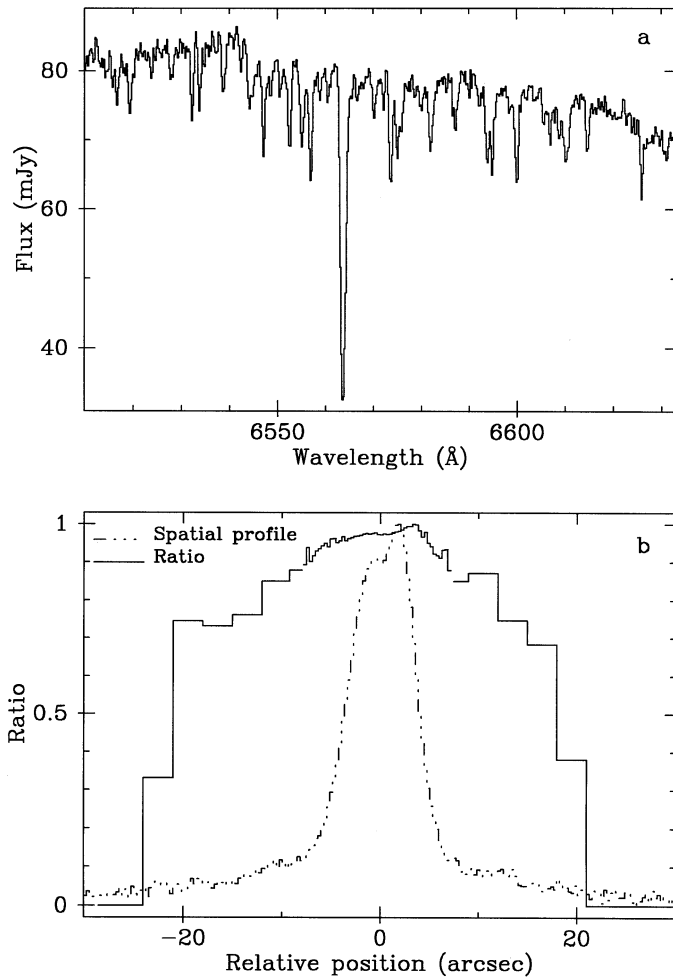 a
80
60
40
Flux (mJy)
6550
6600
Wavelength (Å)
b
1
0.5
0
Ratio
Spatial profile
Ratio
−20
0
20
Relative position (arcsec)